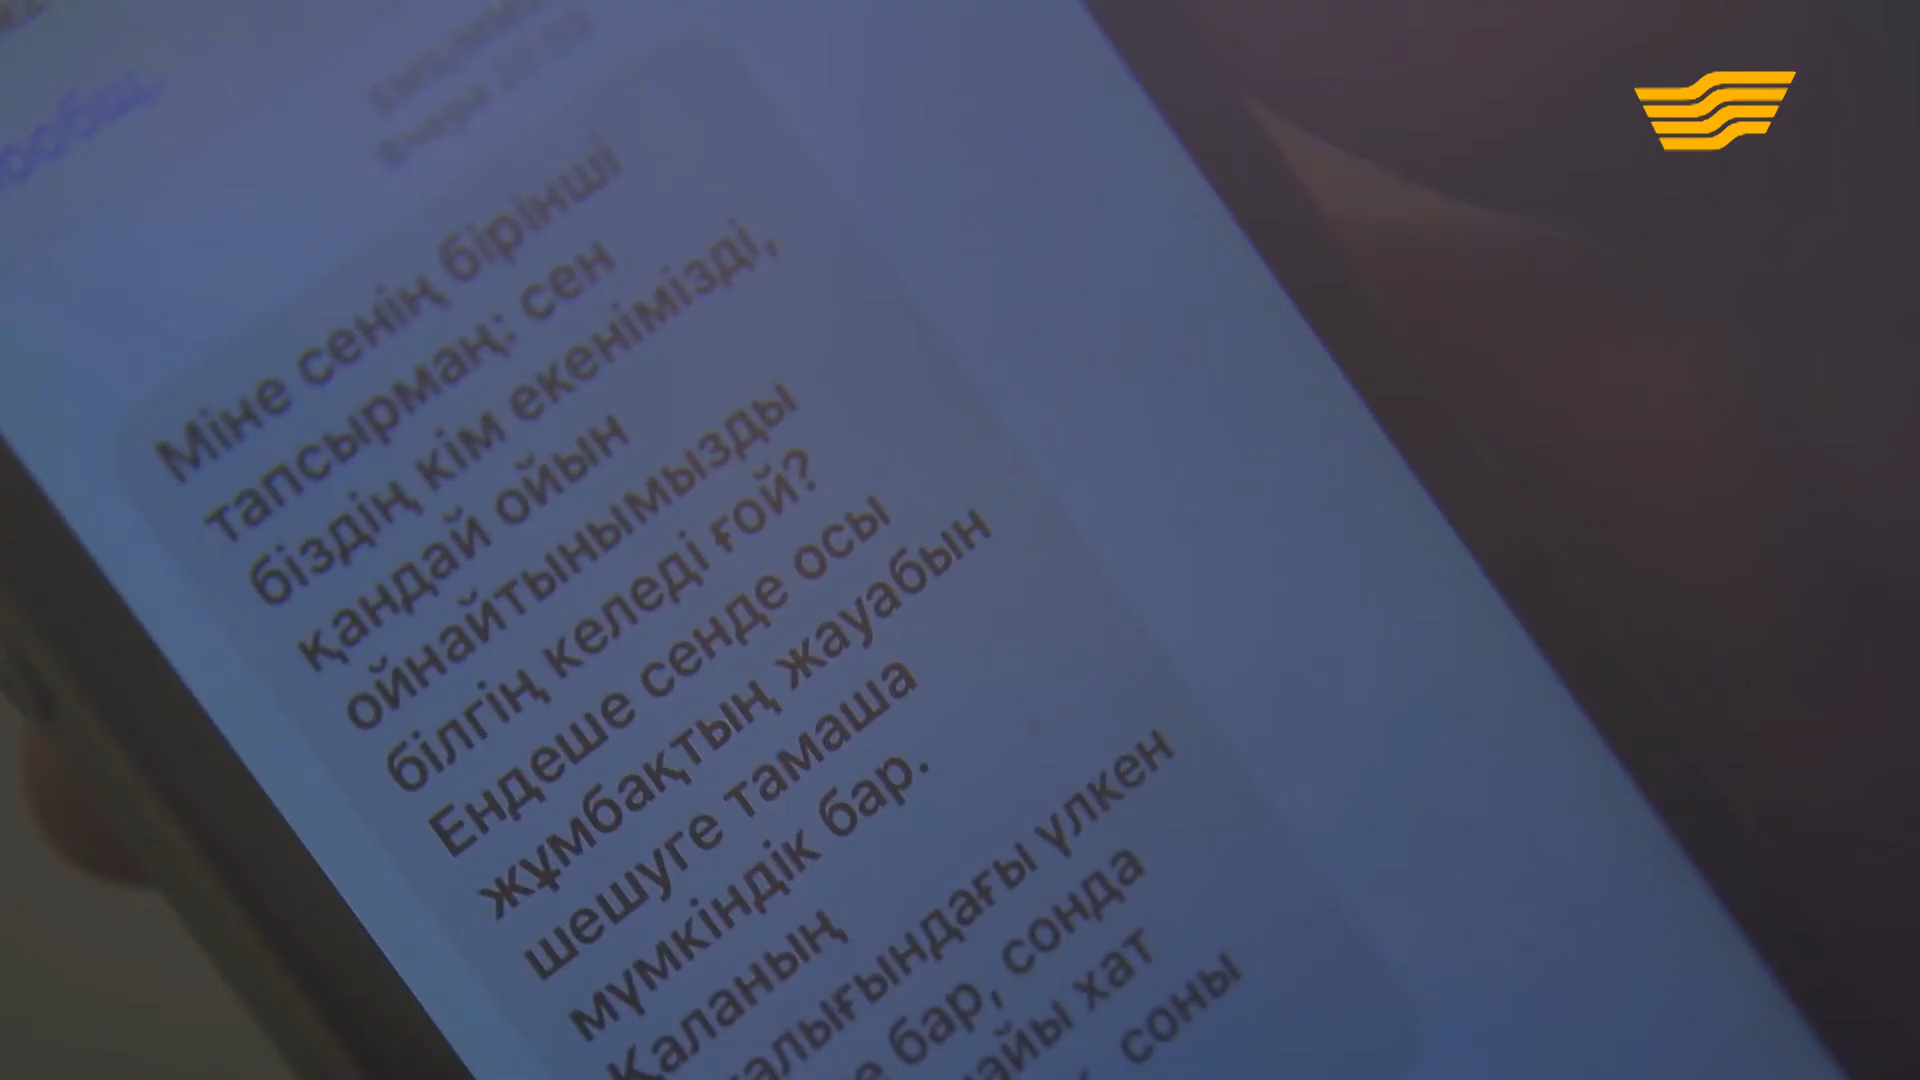 Міне сенің бірінші
тапсырмаң: сен
біздің кім екенімізді,
қандай ойын
ойнайтынымызды
білгің келеді ғой?
Ендеше сенде осы
жұмбақтың жауабын
шешуге тамаша
мүмкіндік бар.
Қаланың
үлкен
бар, сонда
хат
соны